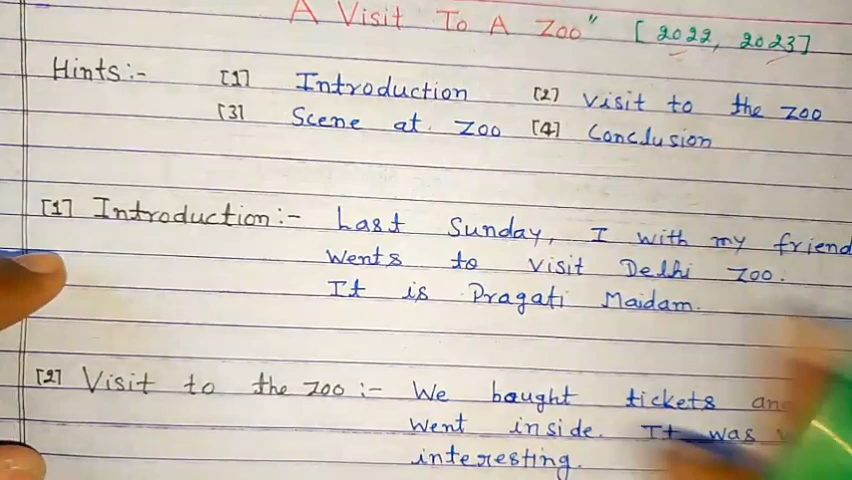 A Visit To A Zoo" [2022, 2023]
Hints:- [1] Introduction [2] Visit to the zoo
[3] Scene at zoo [4] Conclusion
[1] Introduction:- Last Sunday, I with my friend
wents to visit Delhi zoo.
It is Pragati Maidam.
[2] Visit to the zoo:- We bought tickets
went inside. It was
interesting.